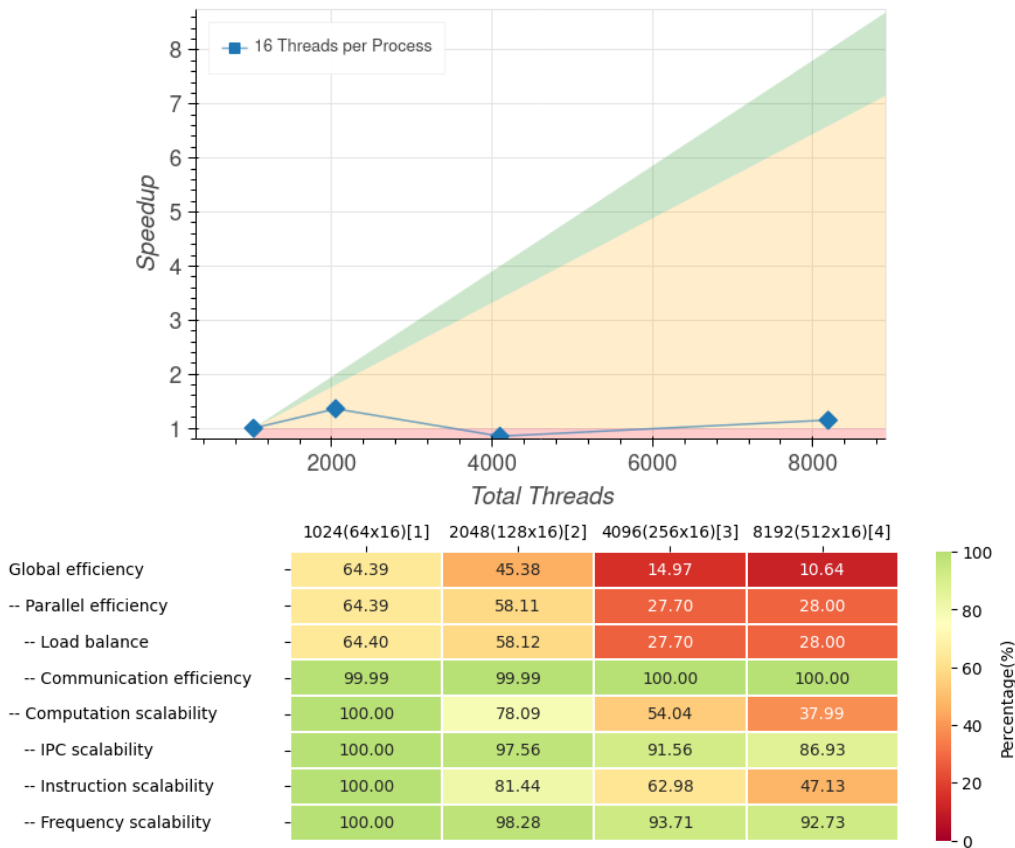 16 Threads per Process
8
7
6
5
4
3
2
1
Speedup
2000 4000 6000 8000
Total Threads
1024(64x16)[1] 2048(128x16)[2] 4096(256x16)[3] 8192(512x16)[4]
Global efficiency 64.39 45.38 14.97 10.64
-- Parallel efficiency 64.39 58.11 27.70 28.00
-- Load balance 64.40 58.12 27.70 28.00
-- Communication efficiency 99.99 99.99 100.00 100.00
-- Computation scalability 100.00 78.09 54.04 37.99
-- IPC scalability 100.00 97.56 91.56 86.93
-- Instruction scalability 100.00 81.44 62.98 47.13
-- Frequency scalability 100.00 98.28 93.71 92.73
100
80
60
40
20
0
Percentage(%)